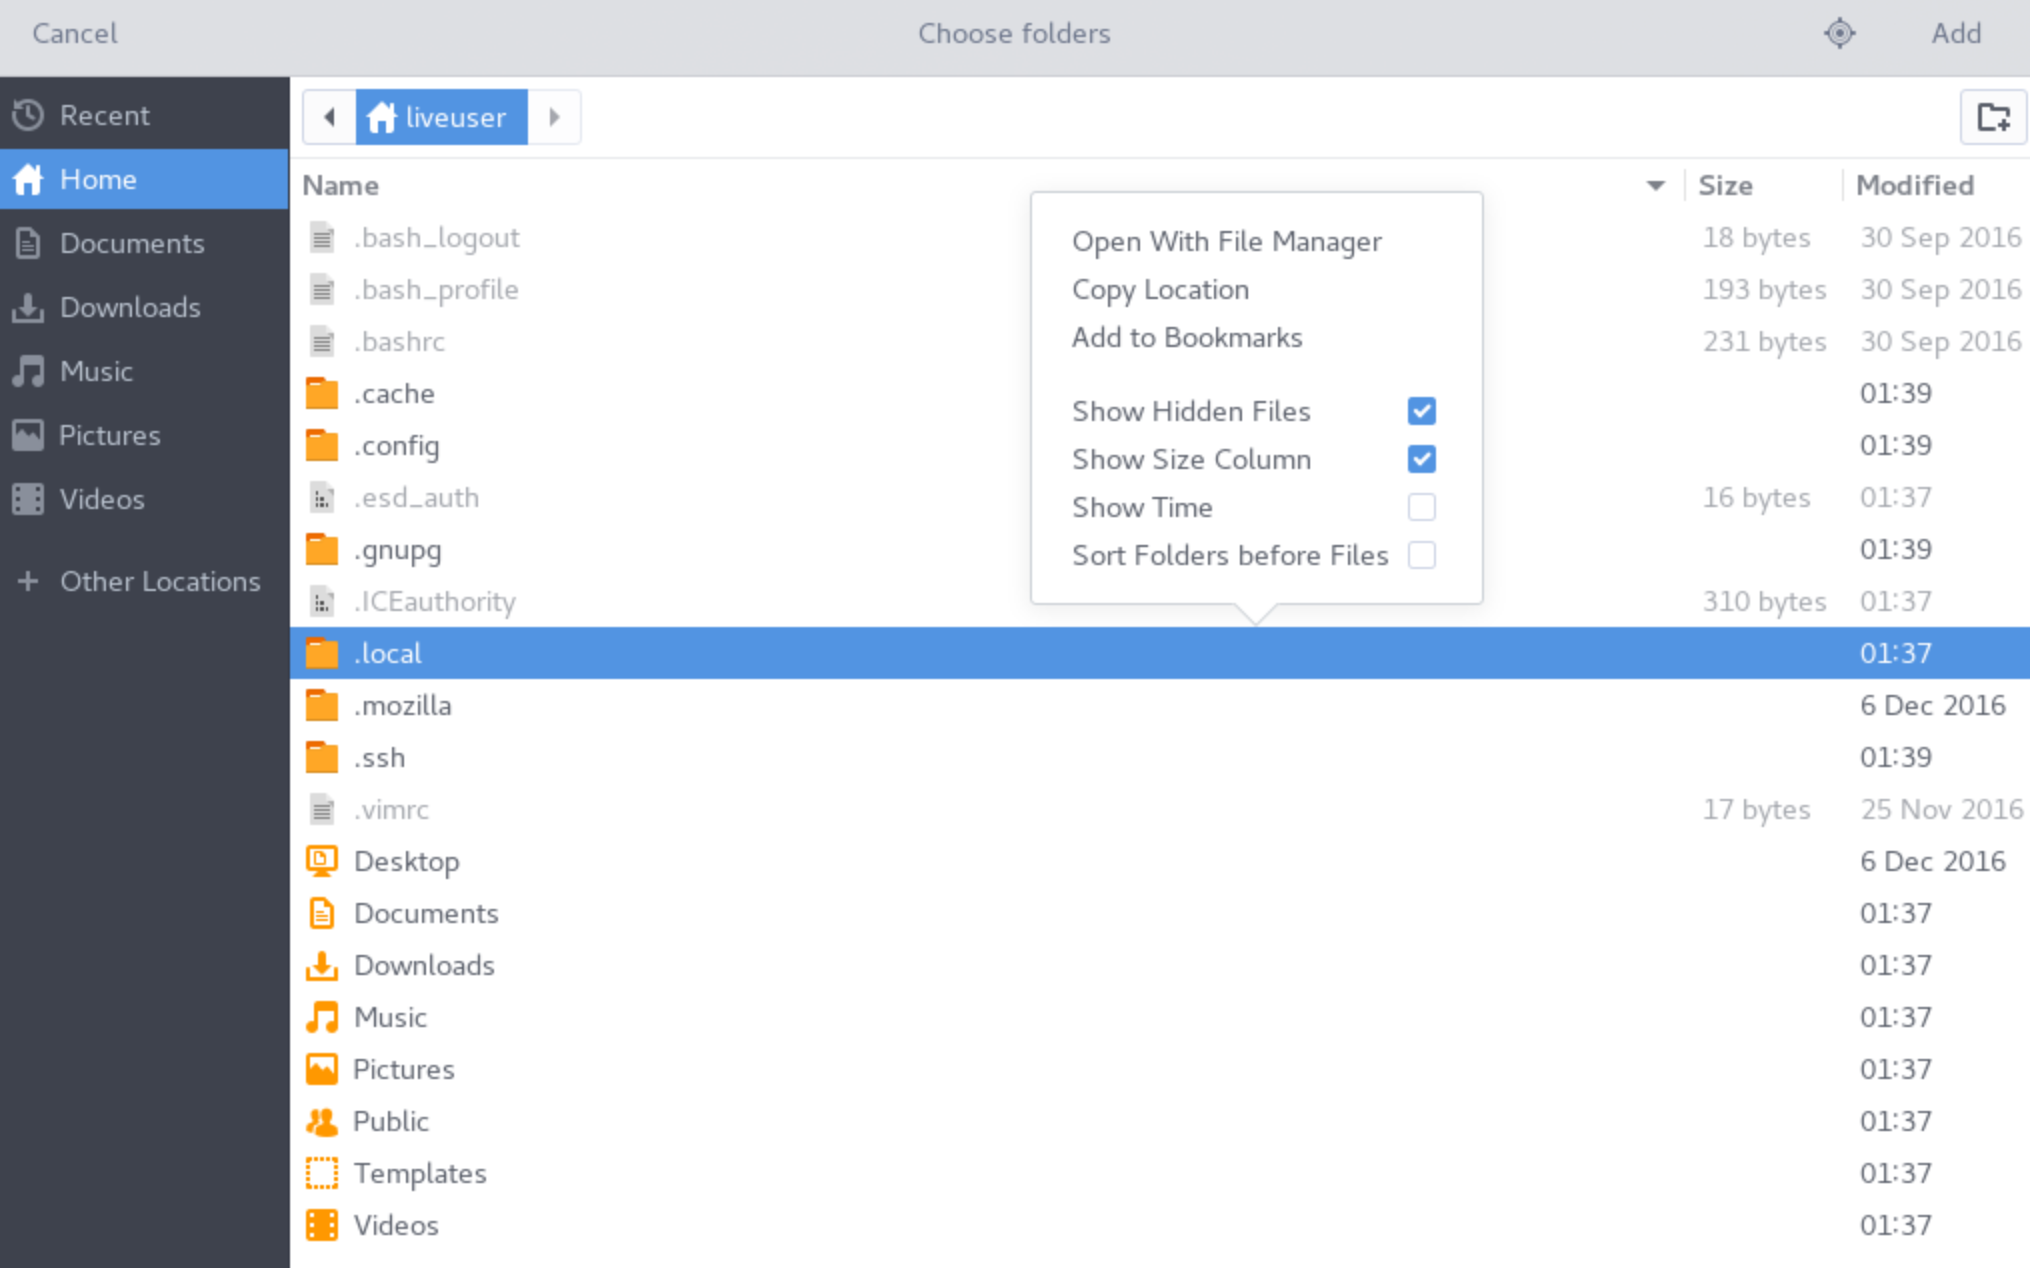 Cancel Choose folders Add
Recent
Home
Documents
Downloads
Music
Pictures
Videos
Other Locations
liveuser
Name Size Modified
.bash_logout 18 bytes 30 Sep 2016
.bash_profile 193 bytes 30 Sep 2016
.bashrc 231 bytes 30 Sep 2016
.cache 01:39
.config 01:39
.esd_auth 16 bytes 01:37
.gnupg 01:39
.ICEauthority 310 bytes 01:37
.local 01:37
.mozilla 6 Dec 2016
.ssh 01:39
.vimrc 17 bytes 25 Nov 2016
Desktop 6 Dec 2016
Documents 01:37
Downloads 01:37
Music 01:37
Pictures 01:37
Public 01:37
Templates 01:37
Videos 01:37
Open With File Manager
Copy Location
Add to Bookmarks
Show Hidden Files
Show Size Column
Show Time
Sort Folders before Files